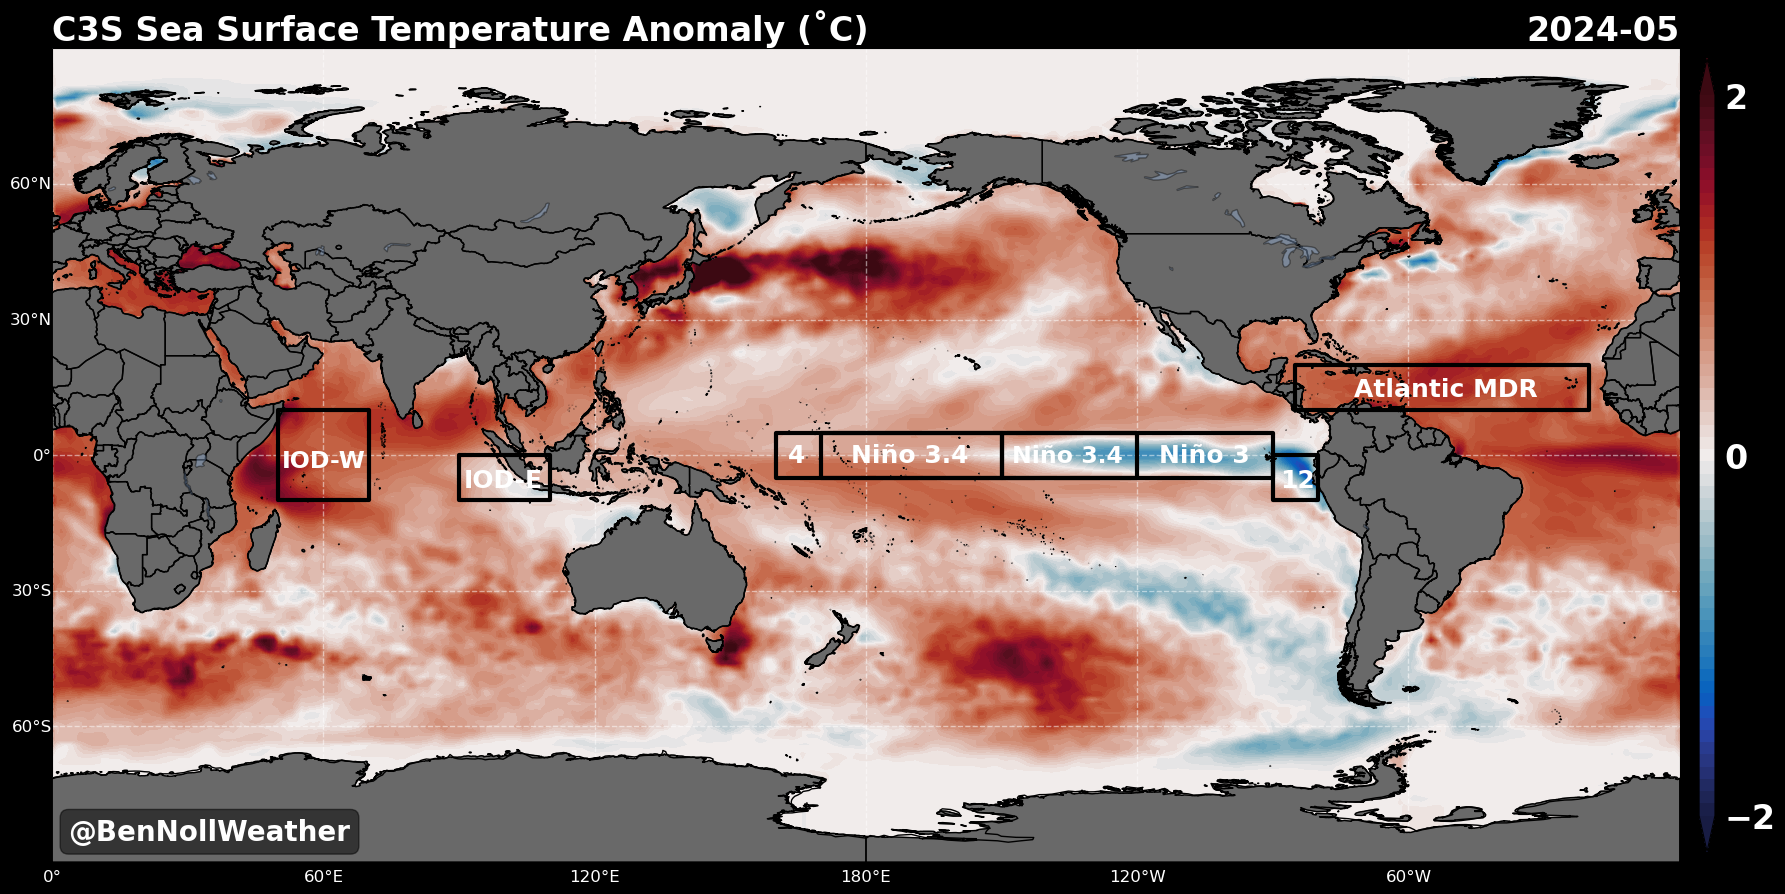 C3S Sea Surface Temperature Anomaly (˚C)
2024-05
2
60°N
30°N
Atlantic MDR
0°
IOD-W
IOD-E
4
Niño 3.4
Niño 3.4
Niño 3
12
0
30°S
60°S
@BenNollWeather
−2
0°
60°E
120°E
180°E
120°W
60°W